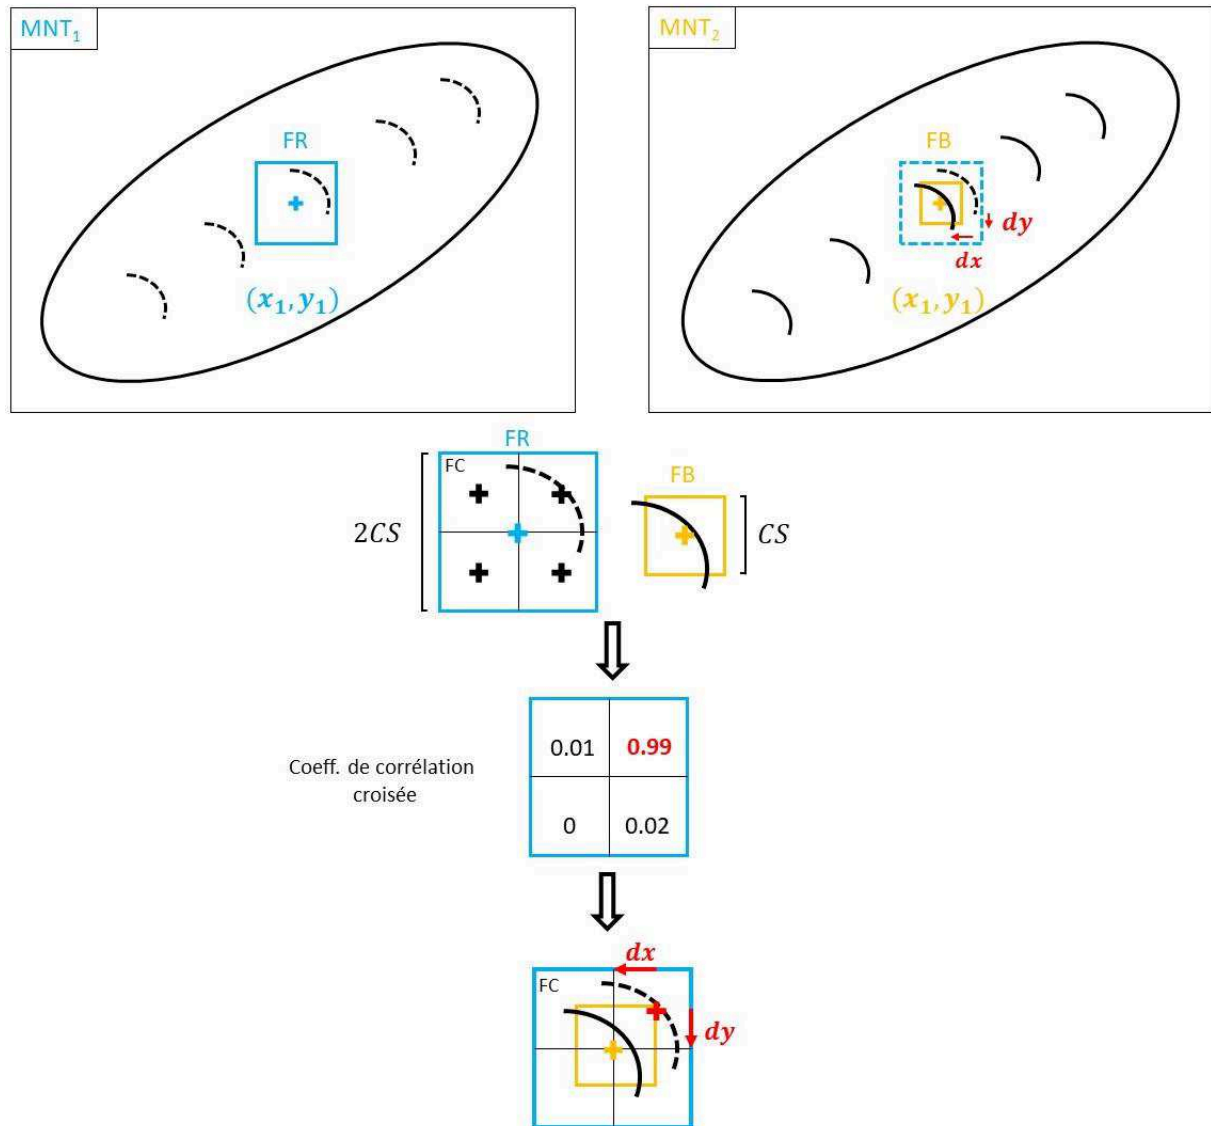 MNT₁
FR
(x₁, y₁)
MNT₂
FB
dy
dx
(x₁, y₁)
FR
FC
2CS
FB
CS
0.01 0.99
Coeff. de corrélation
croisée
0 0.02
dx
FC
dy